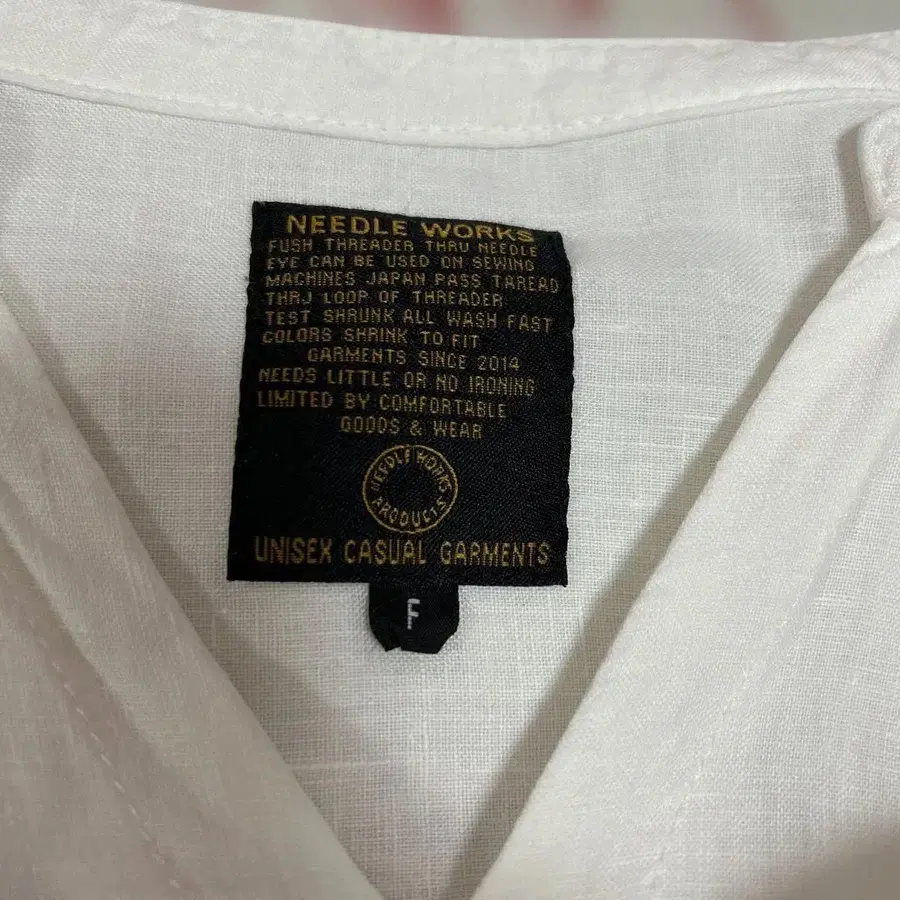 NEEDLE WORKS
FUSH THREADER THRU NEEDLE
EYE CAN BE USED ON SEWING
MACHINES JAPAN PASS TAREAD
THRJ LOOP OF THREADER
TEST SHRUNK ALL WASH FAST
COLORS SHRINK TO FIT
GARMENTS SINCE 2014
NEEDS LITTLE OR NO IRONING
LIMITED BY COMFORTABLE
GOODS & WEAR
NEEDLE WORKS
PRODUCTS
UNISEX CASUAL GARMENTS
F